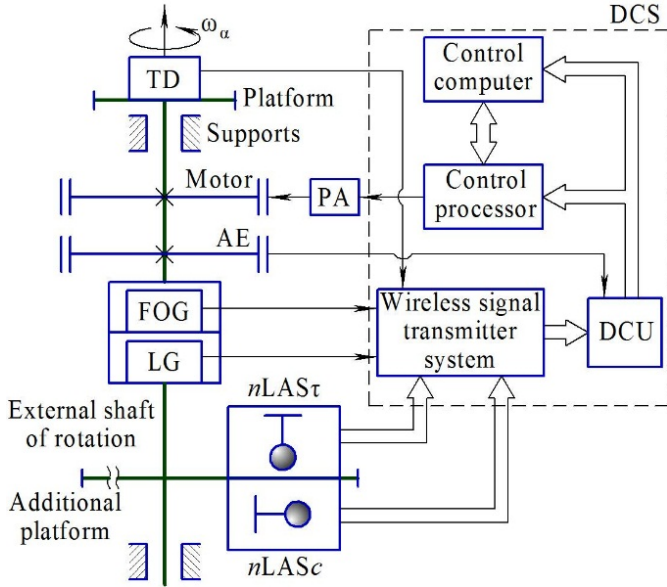 DCS
ωα
TD
Platform
Supports
Control
computer
Motor
PA
Control
processor
AE
FOG
LG
Wireless signal
transmitter
system
DCU
External shaft
of rotation
nLASτ
Additional
platform
nLASc